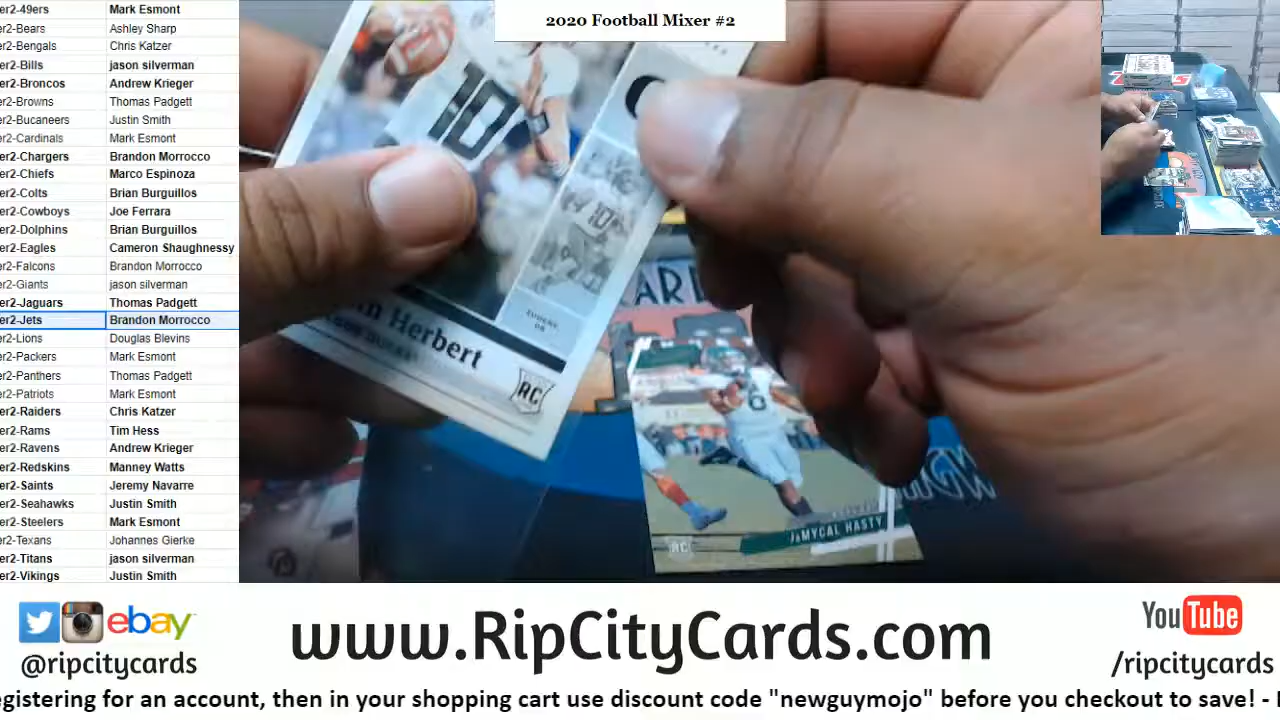 2020 Football Mixer #2
er2-49ers Mark Esmont
er2-Bears Ashley Sharp
er2-Bengals Chris Katzer
er2-Bills jason silverman
er2-Broncos Andrew Krieger
er2-Browns Thomas Padgett
er2-Bucaneers Justin Smith
er2-Cardinals Mark Esmont
er2-Chargers Brandon Morrocco
er2-Chiefs Marco Espinoza
er2-Colts Brian Burguillos
er2-Cowboys Joe Ferrara
er2-Dolphins Brian Burguillos
er2-Eagles Cameron Shaughnessy
er2-Falcons Brandon Morrocco
er2-Giants jason silverman
er2-Jaguars Thomas Padgett
er2-Jets Brandon Morrocco
er2-Lions Douglas Blevins
er2-Packers Mark Esmont
er2-Panthers Thomas Padgett
er2-Patriots Mark Esmont
er2-Raiders Chris Katzer
er2-Rams Tim Hess
er2-Ravens Andrew Krieger
er2-Redskins Manney Watts
er2-Saints Jeremy Navarre
er2-Seahawks Justin Smith
er2-Steelers Mark Esmont
er2-Texans Johannes Gierke
er2-Titans jason silverman
er2-Vikings Justin Smith
10
Herbert
RC
6
JaMYCAL HASTY
RC
ebay
@ripcitycards
www.RipCityCards.com
YouTube
/ripcitycards
egistering for an account, then in your shopping cart use discount code "newguymojo" before you checkout to save! -